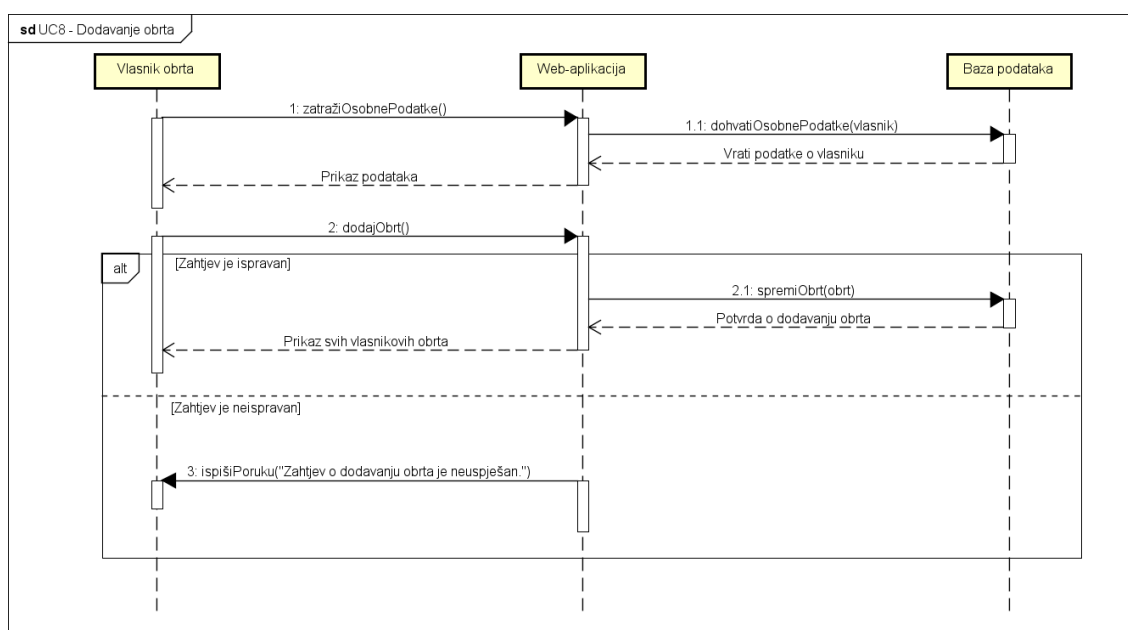 sd UC8 - Dodavanje obrta
Vlasnik obrta
Web-aplikacija
Baza podataka
1: zatražiOsobnePodatke()
1.1: dohvatiOsobnePodatke(vlasnik)
Vrati podatke o vlasniku
Prikaz podataka
2: dodajObrt()
alt
[Zahtjev je ispravan]
2.1: spremiObrt(obrt)
Potvrda o dodavanju obrta
Prikaz svih vlasnikovih obrta
[Zahtjev je neispravan]
3: ispišiPoruku("Zahtjev o dodavanju obrta je neuspješan.")